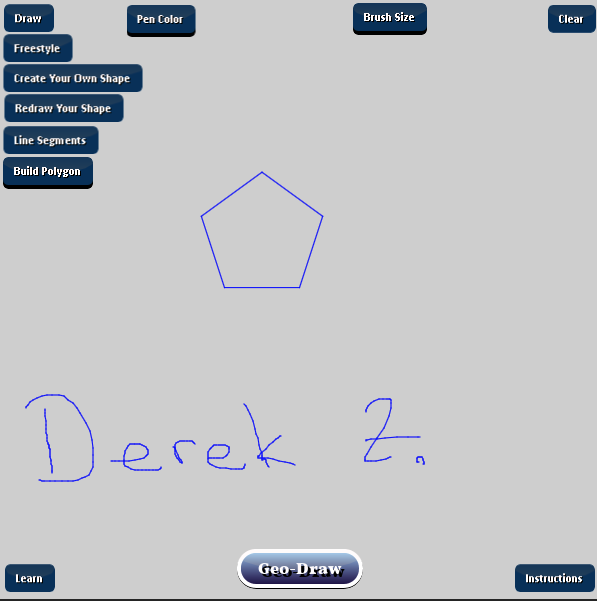 Draw Pen Color Brush Size Clear
Freestyle
Create Your Own Shape
Redraw Your Shape
Line Segments
Build Polygon
Derek Z.
Learn Geo-Draw Instructions